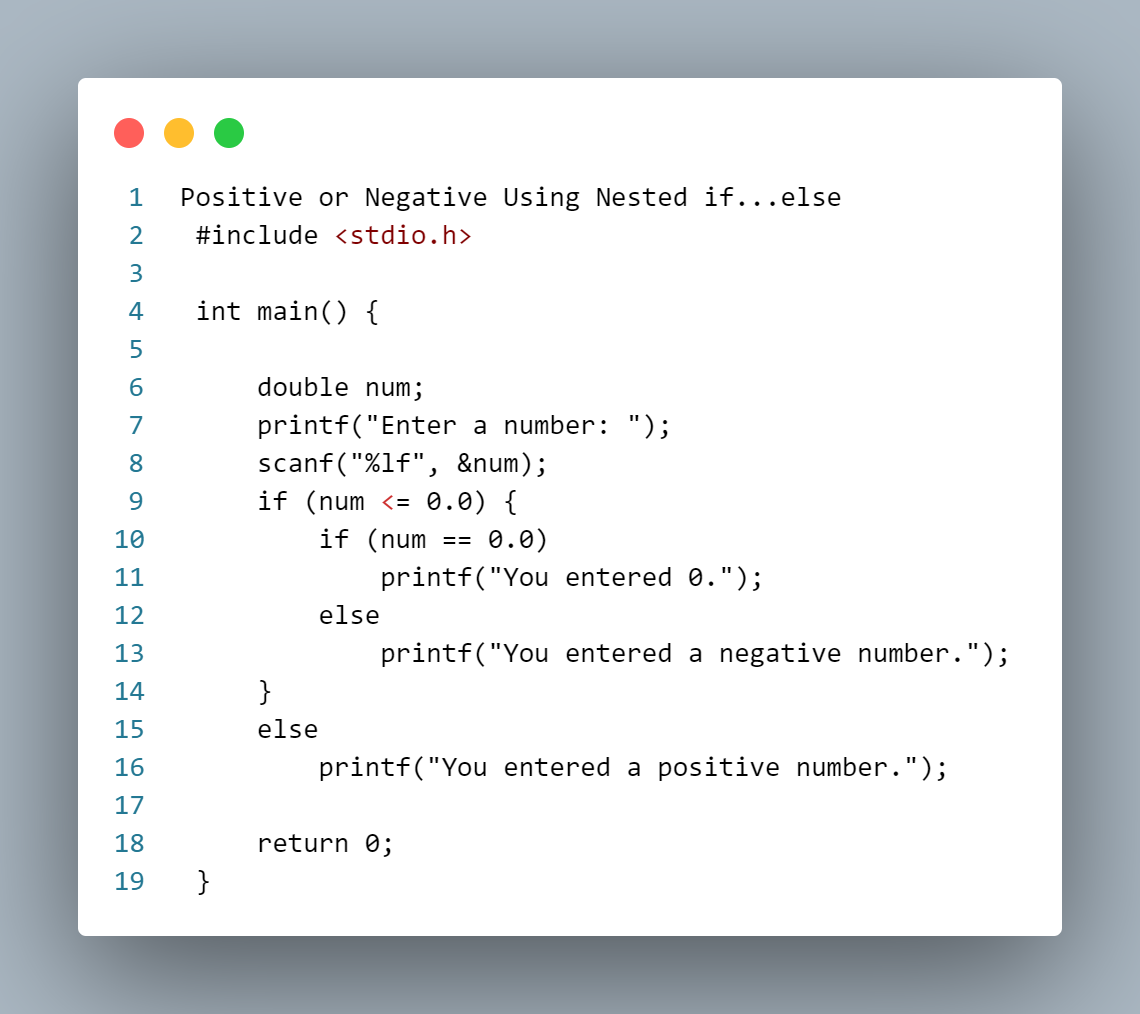 1 Positive or Negative Using Nested if...else
2  #include <stdio.h>
3
4  int main() {
5
6      double num;
7      printf("Enter a number: ");
8      scanf("%lf", &num);
9      if (num <= 0.0) {
10          if (num == 0.0)
11              printf("You entered 0.");
12          else
13              printf("You entered a negative number.");
14      }
15      else
16          printf("You entered a positive number.");
17
18      return 0;
19  }